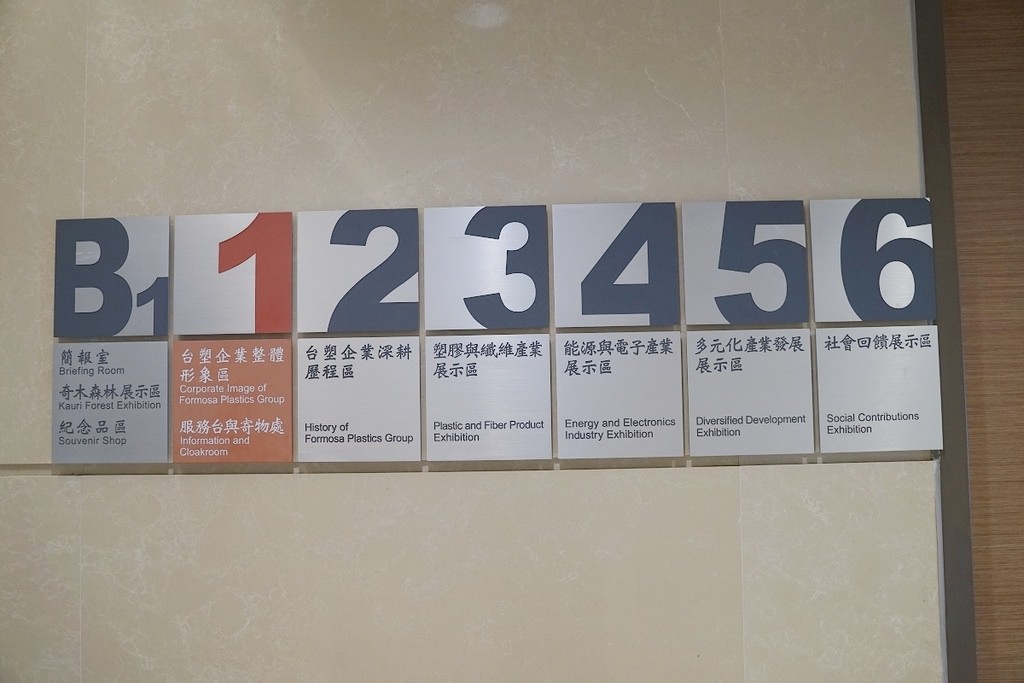 B1
簡報室
Briefing Room
奇木森林展示區
Kauri Forest Exhibition
紀念品區
Souvenir Shop
1
台塑企業整體
形象區
Corporate Image of
Formosa Plastics Group
服務台與寄物處
Information and
Cloakroom
2
台塑企業深耕
歷程區
History of
Formosa Plastics Group
3
塑膠與纖維產業
展示區
Plastic and Fiber Product
Exhibition
4
能源與電子產業
展示區
Energy and Electronics
Industry Exhibition
5
多元化產業發展
展示區
Diversified Development
Exhibition
6
社會回饋展示區
Social Contributions
Exhibition